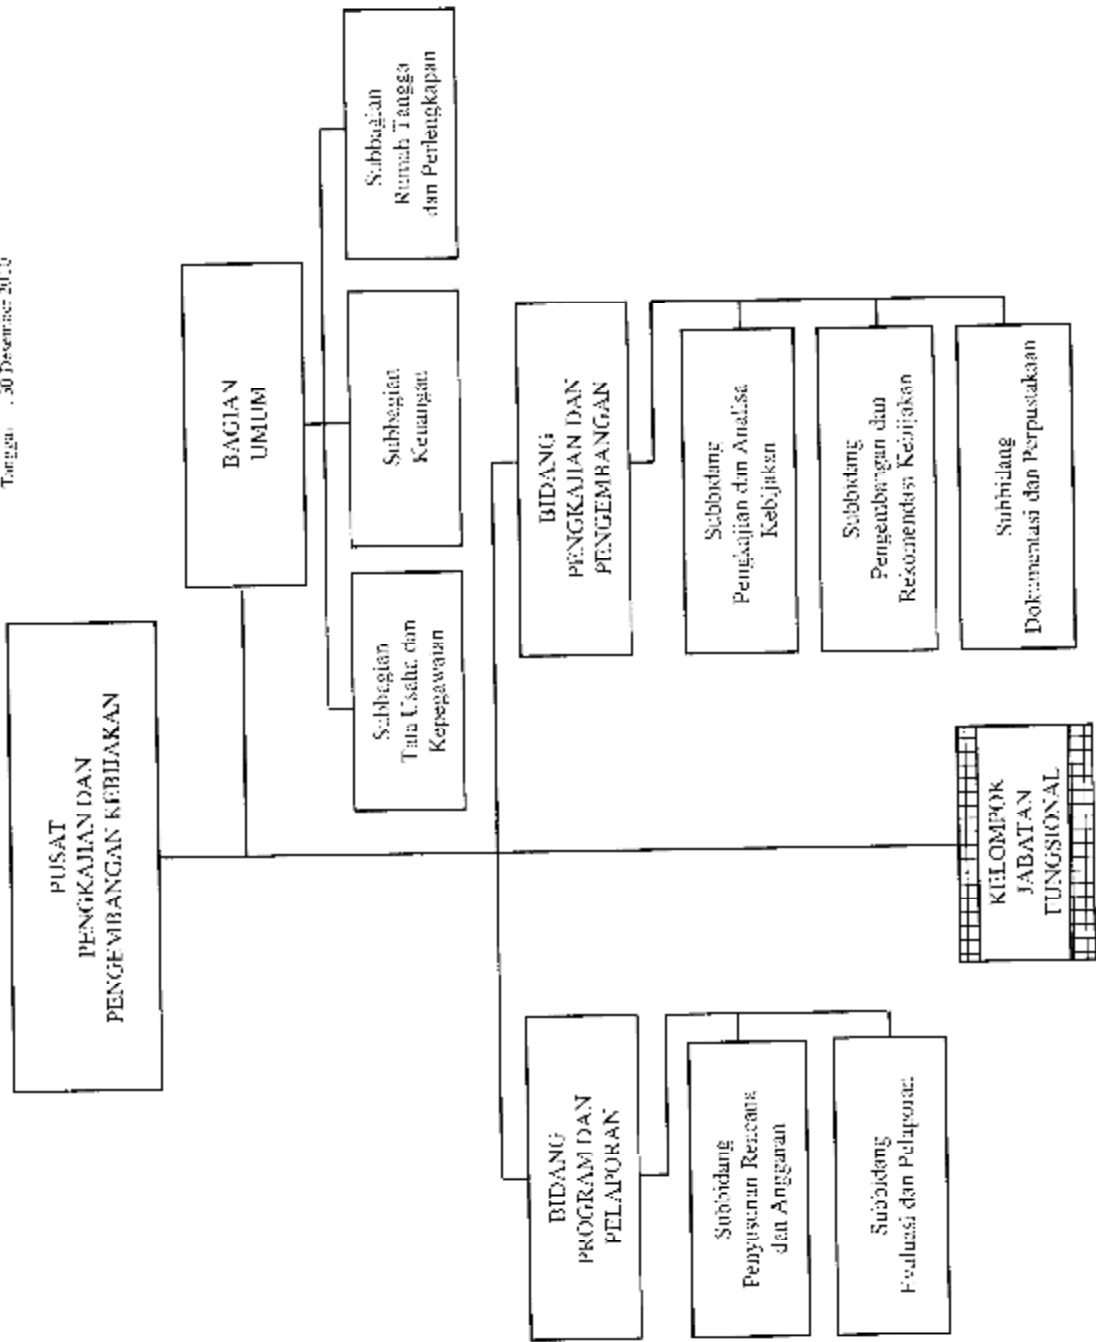 Tanggal : 30 Desember 2010
PUSAT
PENGKAJIAN DAN
PENGEMBANGAN KEBIJAKAN
BAGIAN
UMUM
Subbagian
Tata Usaha dan
Kepegawaian
Subbagian
Keuangan
Subbagian
Rumah Tangga
dan Perlengkapan
BIDANG
PROGRAM DAN
PELAPORAN
BIDANG
PENGKAJIAN DAN
PENGEMBANGAN
Subbidang
Penyusunan Rencana
dan Anggaran
Subbidang
Evaluasi dan Pelaporan
Subbidang
Pengkajian dan Analisa
Kebijakan
Subbidang
Pengembangan dan
Rekomendasi Kebijakan
Subbidang
Dokumentasi dan Perpustakaan
KELOMPOK
JABATAN
FUNGSIONAL